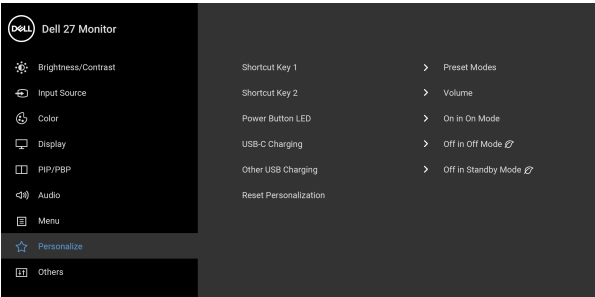 DELL
Dell 27 Monitor
Brightness/Contrast
Input Source
Color
Display
PIP/PBP
Audio
Menu
Personalize
Others
Shortcut Key 1 Preset Modes
Shortcut Key 2 Volume
Power Button LED On in On Mode
USB-C Charging Off in Off Mode
Other USB Charging Off in Standby Mode
Reset Personalization